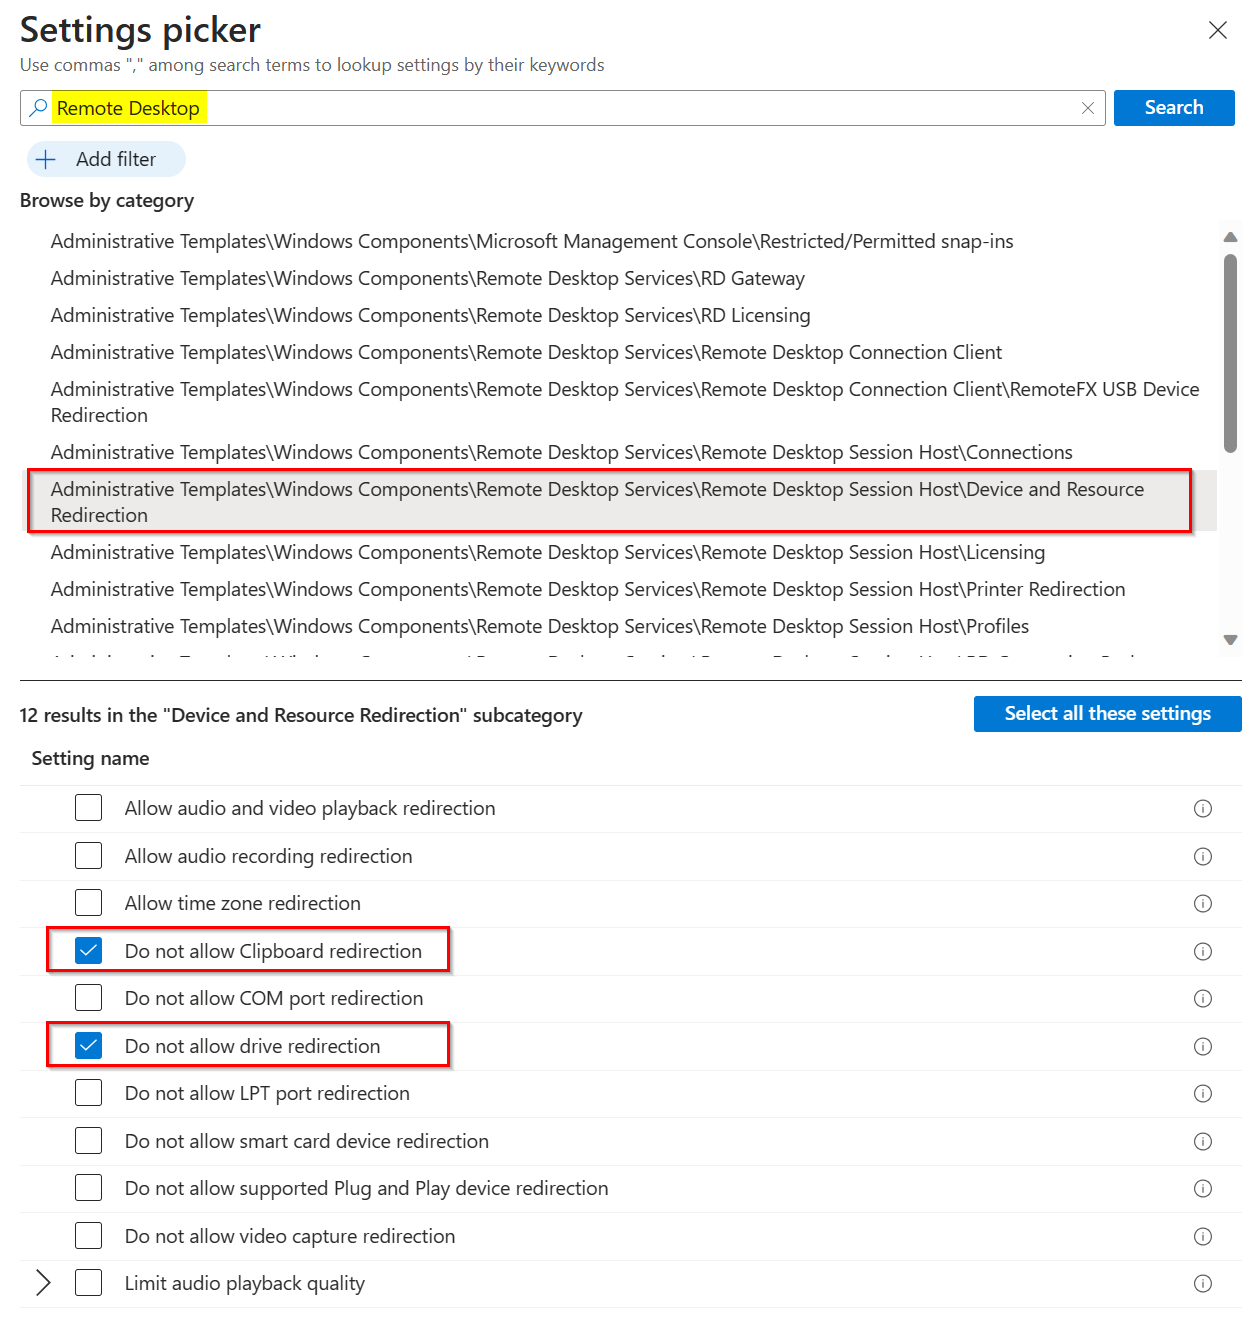 Settings picker
Use commas "," among search terms to lookup settings by their keywords
Remote Desktop
Search
Add filter
Browse by category
Administrative Templates\Windows Components\Microsoft Management Console\Restricted/Permitted snap-ins
Administrative Templates\Windows Components\Remote Desktop Services\RD Gateway
Administrative Templates\Windows Components\Remote Desktop Services\RD Licensing
Administrative Templates\Windows Components\Remote Desktop Services\Remote Desktop Connection Client
Administrative Templates\Windows Components\Remote Desktop Services\Remote Desktop Connection Client\RemoteFX USB Device
Redirection
Administrative Templates\Windows Components\Remote Desktop Services\Remote Desktop Session Host\Connections
Administrative Templates\Windows Components\Remote Desktop Services\Remote Desktop Session Host\Device and Resource
Redirection
Administrative Templates\Windows Components\Remote Desktop Services\Remote Desktop Session Host\Licensing
Administrative Templates\Windows Components\Remote Desktop Services\Remote Desktop Session Host\Printer Redirection
Administrative Templates\Windows Components\Remote Desktop Services\Remote Desktop Session Host\Profiles
12 results in the "Device and Resource Redirection" subcategory
Select all these settings
Setting name
Allow audio and video playback redirection
Allow audio recording redirection
Allow time zone redirection
Do not allow Clipboard redirection
Do not allow COM port redirection
Do not allow drive redirection
Do not allow LPT port redirection
Do not allow smart card device redirection
Do not allow supported Plug and Play device redirection
Do not allow video capture redirection
Limit audio playback quality